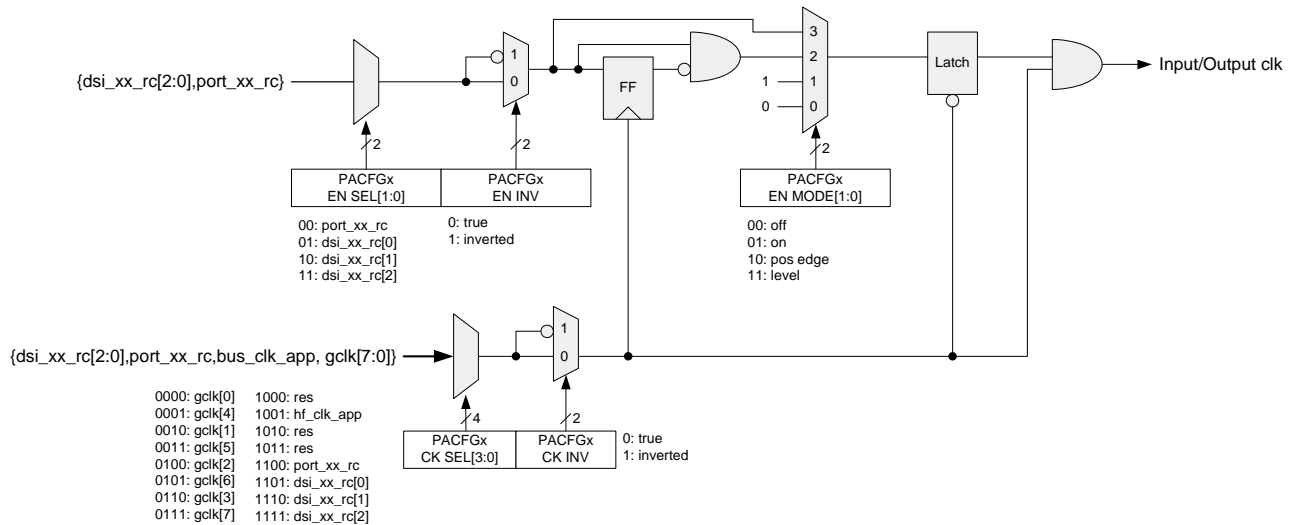 3
1
2
{dsi_xx_rc[2:0],port_xx_rc}
0
FF
1
1
Latch
Input/Output clk
0
0
2
2
2
PACFGx
EN SEL[1:0]
PACFGx
EN INV
PACFGx
EN MODE[1:0]
00: port_xx_rc
01: dsi_xx_rc[0]
10: dsi_xx_rc[1]
11: dsi_xx_rc[2]
0: true
1: inverted
00: off
01: on
10: pos edge
11: level
1
{dsi_xx_rc[2:0],port_xx_rc,bus_clk_app, gclk[7:0]}
0
4
2
PACFGx
CK SEL[3:0]
PACFGx
CK INV
0: true
1: inverted
0000: gclk[0]
0001: gclk[4]
0010: gclk[1]
0011: gclk[5]
0100: gclk[2]
0101: gclk[6]
0110: gclk[3]
0111: gclk[7]
1000: res
1001: hf_clk_app
1010: res
1011: res
1100: port_xx_rc
1101: dsi_xx_rc[0]
1110: dsi_xx_rc[1]
1111: dsi_xx_rc[2]